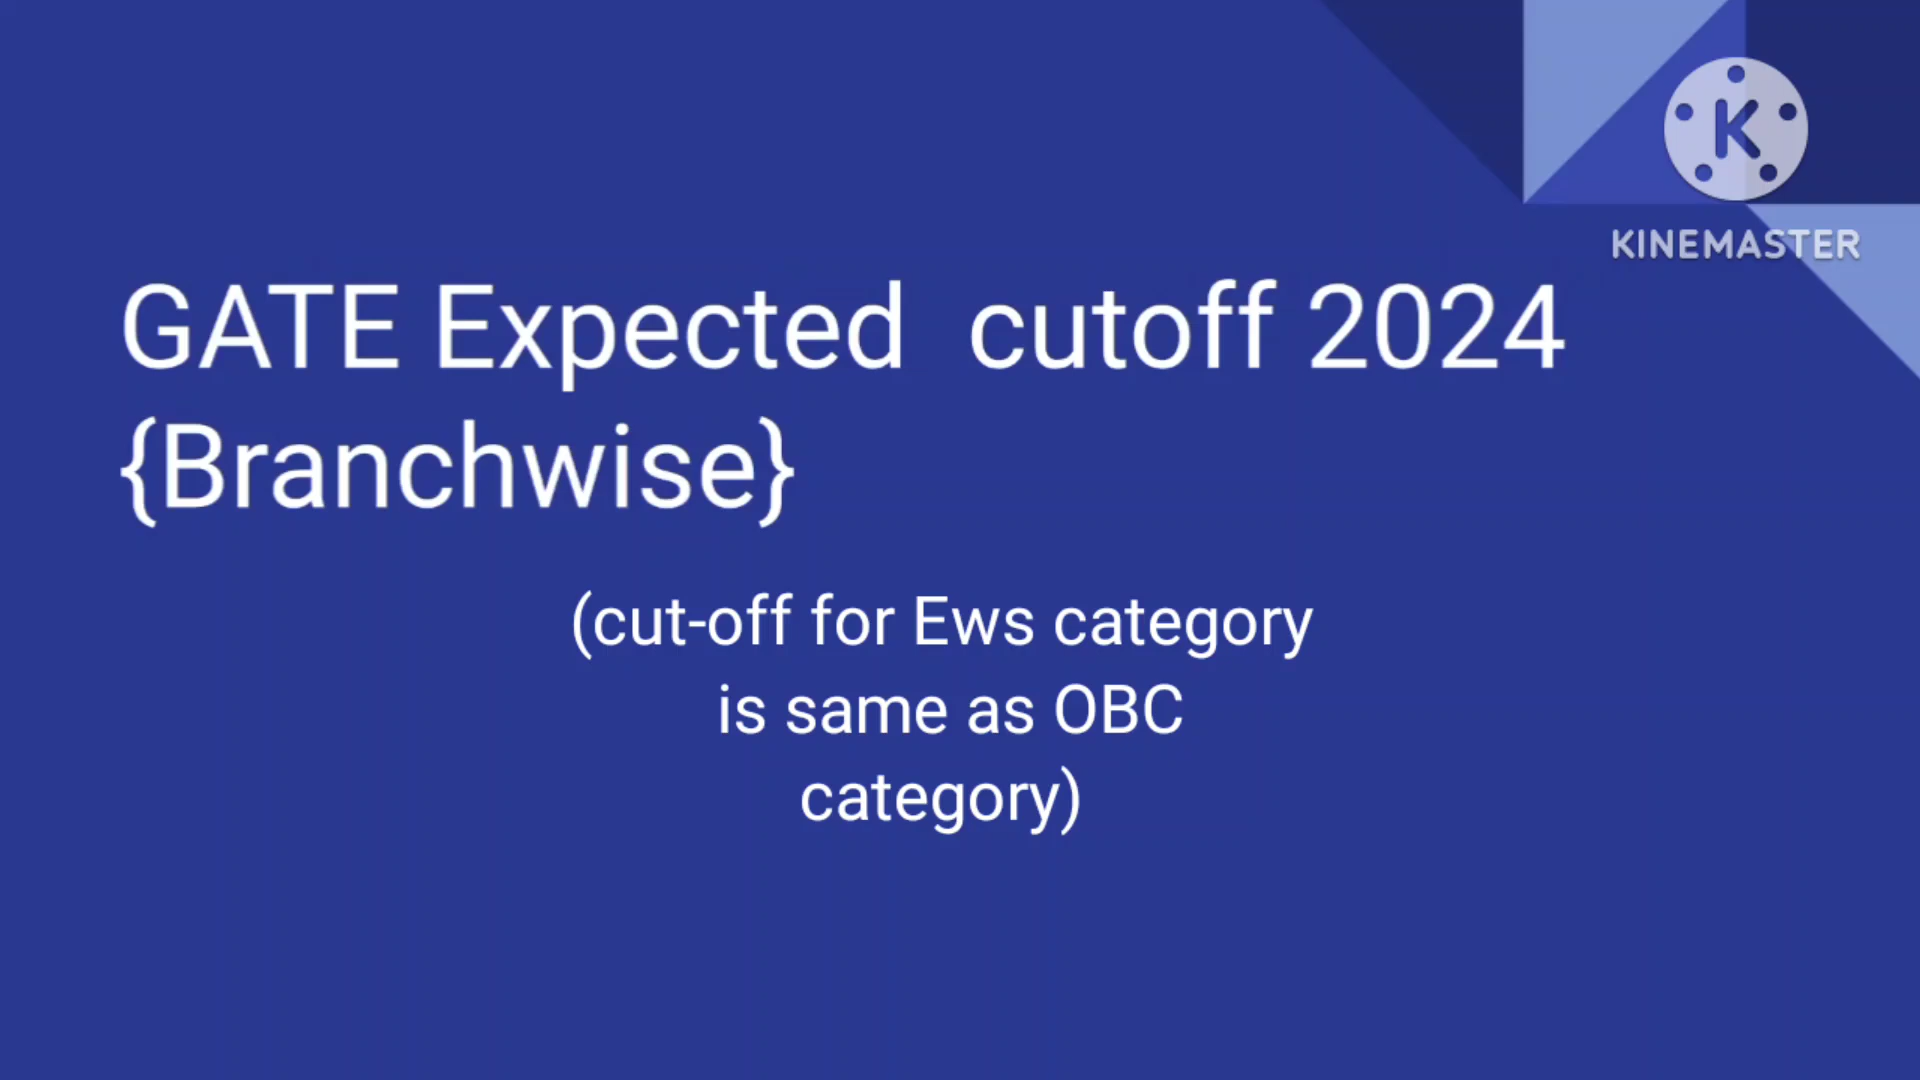 K
KINEMASTER
GATE Expected  cutoff 2024
{Branchwise}
(cut-off for Ews category
is same as OBC
category)